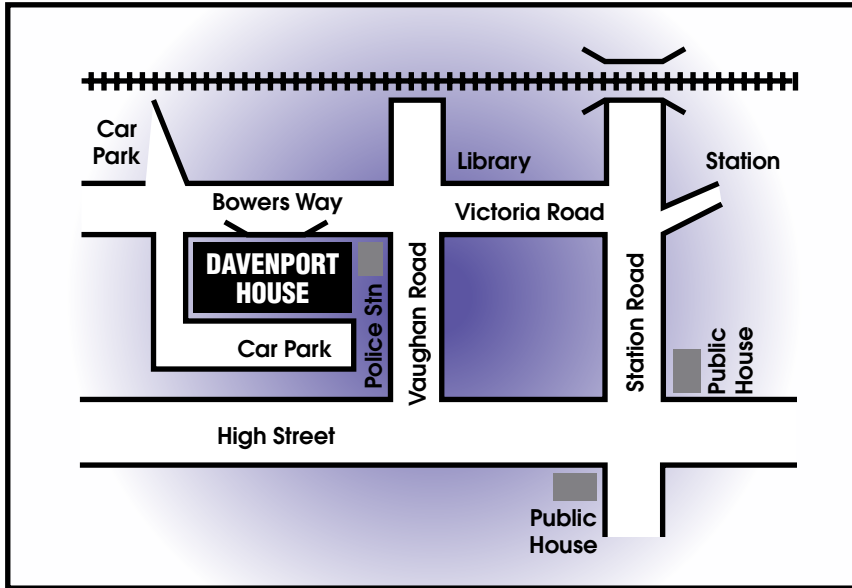 Car
Park
Library
Station
Bowers Way
Victoria Road
DAVENPORT
HOUSE
Police Stn
Vaughan Road
Station Road
Car Park
Public
House
High Street
Public
House